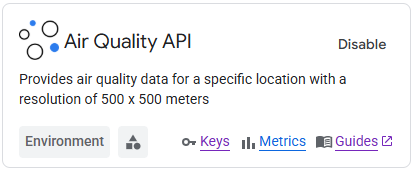 Air Quality API
Disable
Provides air quality data for a specific location with a
resolution of 500 x 500 meters
Environment
Keys
Metrics
Guides